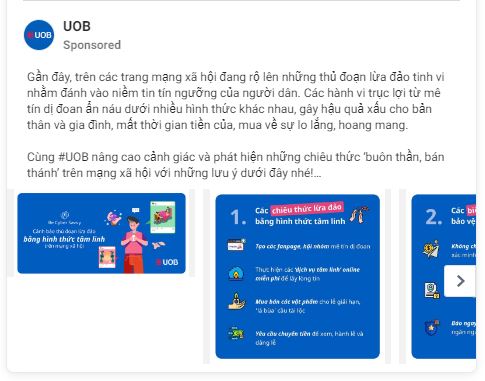 UOB
UOB
Sponsored
Gần đây, trên các trang mạng xã hội đang rộ lên những thủ đoạn lừa đảo tinh vi
nhằm đánh vào niềm tin tín ngưỡng của người dân. Các hành vi trục lợi từ mê
tín dị đoan ẩn náu dưới nhiều hình thức khác nhau, gây hậu quả xấu cho bản
thân và gia đình, mất thời gian tiền của, mua về sự lo lắng, hoang mang.
Cùng #UOB nâng cao cảnh giác và phát hiện những chiêu thức ‘buôn thần, bán
thánh’ trên mạng xã hội với những lưu ý dưới đây nhé!...
Be Cyber Savvy
Cảnh báo thủ đoạn lừa đảo
bằng hình thức tâm linh
trên mạng xã hội
UOB
1. Các chiêu thức lừa đảo
bằng hình thức tâm linh
Tạo các fanpage, hội nhóm mê tín dị đoan
Thực hiện các ‘dịch vụ tâm linh’ online
miễn phí để lấy lòng tin
Mua bán các vật phẩm cho lễ giải hạn,
‘lá bùa’ cầu tài lộc
Yêu cầu chuyển tiền để xem, hành lễ và
dâng lễ
2. Các
bảo vệ
Không
xác minh
Báo ngay